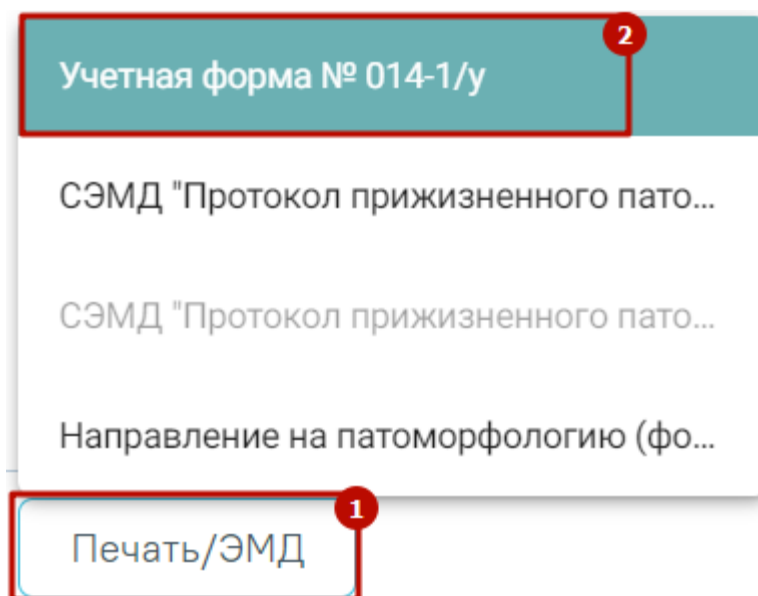 2
Учетная форма № 014-1/у
СЭМД "Протокол прижизненного пато...
СЭМД "Протокол прижизненного пато...
Направление на патоморфологию (фо...
1
Печать/ЭМД